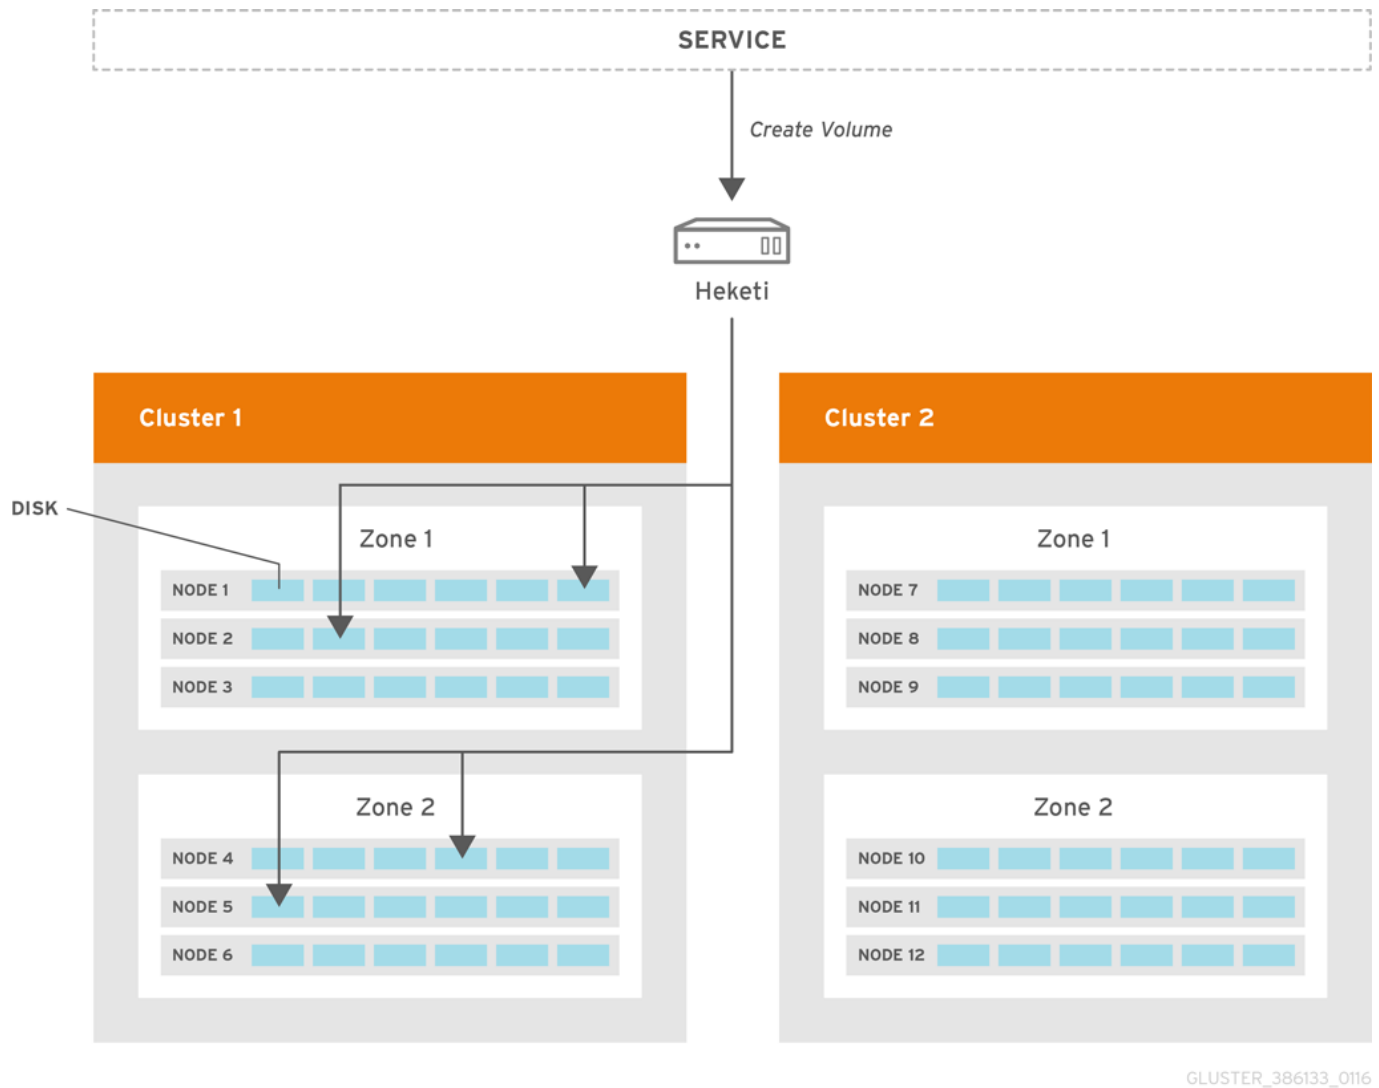 SERVICE
Create Volume
Heketi
Cluster 1
Cluster 2
DISK
Zone 1
NODE 1
NODE 2
NODE 3
Zone 1
NODE 7
NODE 8
NODE 9
Zone 2
NODE 4
NODE 5
NODE 6
Zone 2
NODE 10
NODE 11
NODE 12
GLUSTER_386133_0116